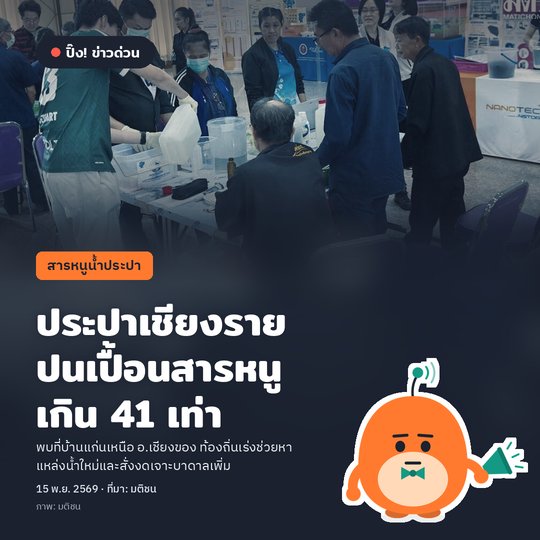 MATICHON
ปิ๊ง! ข่าวด่วน
NANOTEC
NSTDA
สารหนูน้ำประปา
ประปาเชียงราย
ปนเปื้อนสารหนู
เกิน 41 เท่า
พบที่บ้านแก่นเหนือ อ.เชียงของ ท้องถิ่นเร่งช่วยหา
แหล่งน้ำใหม่และสั่งงดเจาะบาดาลเพิ่ม
15 พ.ย. 2569 · ที่มา: มติชน
ภาพ: มติชน